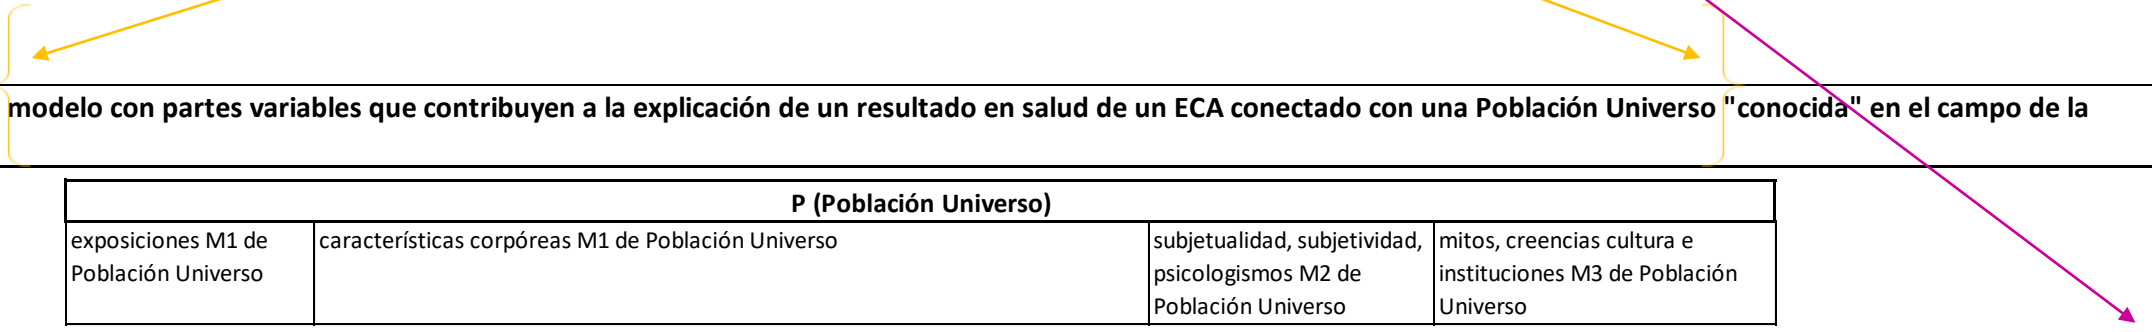 modelo con partes variables que contribuyen a la explicación de un resultado en salud de un ECA conectado con una Población Universo "conocida" en el campo de la
P (Población Universo)
exposiciones M1 de
Población Universo
características corpóreas M1 de Población Universo
subjetualidad, subjetividad,
psicologismos M2 de
Población Universo
mitos, creencias cultura e
instituciones M3 de Población
Universo